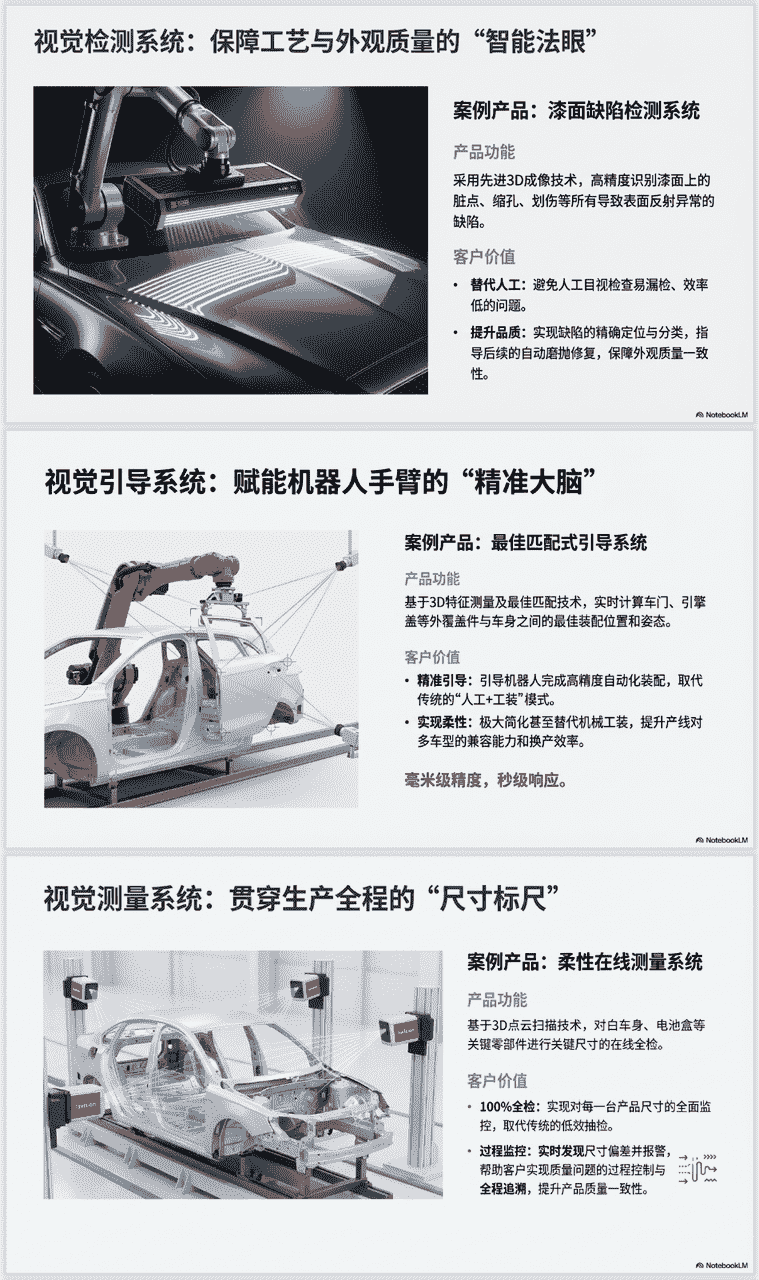 视觉检测系统：保障工艺与外观质量的“智能法眼”
案例产品：漆面缺陷检测系统
产品功能
采用先进3D成像技术，高精度识别漆面上的
脏点、缩孔、划伤等所有导致表面反射异常的
缺陷。
客户价值
• 替代人工：避免人工目视检查易漏检、效率
低的问题。
• 提升品质：实现缺陷的精确定位与分类，指
导后续的自动磨抛修复，保障外观质量一致
性。
NotebookLM
视觉引导系统：赋能机器人手臂的“精准大脑”
案例产品：最佳匹配式引导系统
产品功能
基于3D特征测量及最佳匹配技术，实时计算车门、引擎
盖等外覆盖件与车身之间的最佳装配位置和姿态。
客户价值
• 精准引导：引导机器人完成高精度自动化装配，取代
传统的“人工+工装”模式。
• 实现柔性：极大简化甚至替代机械工装，提升产线对
多车型的兼容能力和换产效率。
毫米级精度，秒级响应。
NotebookLM
视觉测量系统：贯穿生产全程的“尺寸标尺”
案例产品：柔性在线测量系统
产品功能
基于3D点云扫描技术，对白车身、电池盒等
关键零部件进行关键尺寸的在线全检。
客户价值
• 100%全检：实现对每一台产品尺寸的全面监
控，取代传统的低效抽检。
• 过程监控：实时发现尺寸偏差并报警，
帮助客户实现质量问题的过程控制与
全程追溯，提升产品质量一致性。
NotebookLM